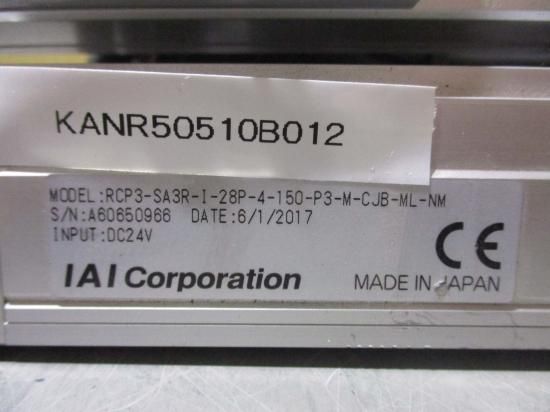 KANR50510B012
MODEL:RCP3-SA3R-I-28P-4-150-P3-M-CJB-ML-NM
S/N:A60650966 DATE:6/1/2017
INPUT:DC24V
CE
IAI Corporation
MADE IN JAPAN